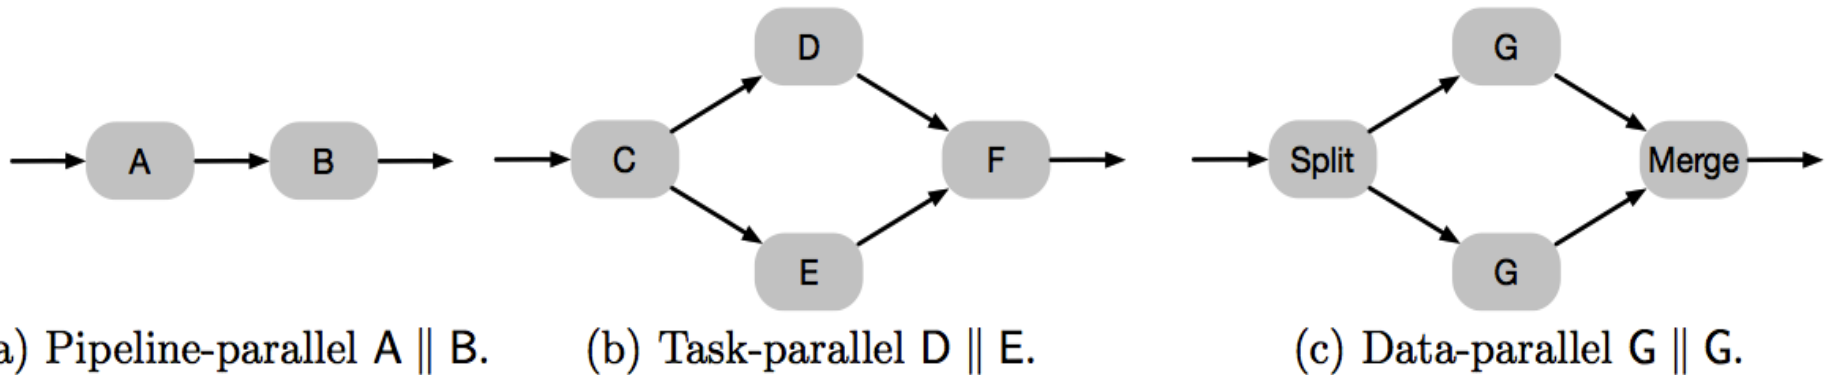 D
G
A
B
C
F
Split
Merge
E
G
a) Pipeline-parallel A ∥ B.
(b) Task-parallel D ∥ E.
(c) Data-parallel G ∥ G.